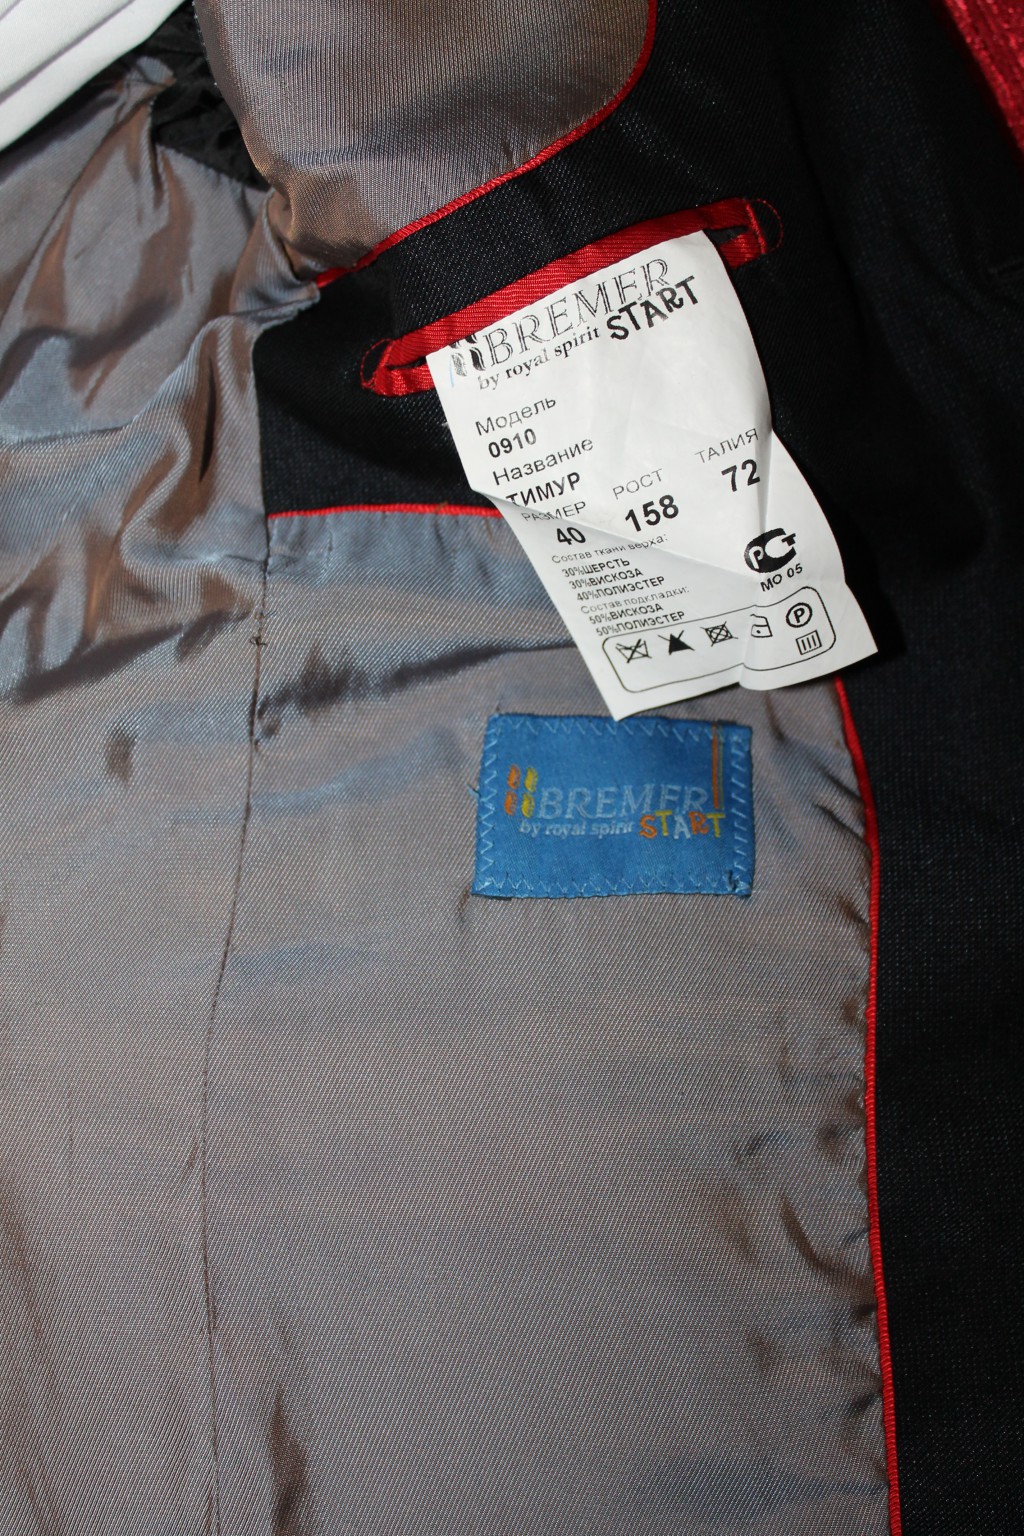 BREMER
START
by royal spirit
Модель
0910
Название
ТИМУР
РАЗМЕР РОСТ ТАЛИЯ
40 158 72
Состав ткани верха:
30%ШЕРСТЬ
30%ВИСКОЗА
40%ПОЛИЭСТЕР
Состав подкладки:
50%ВИСКОЗА
50%ПОЛИЭСТЕР
РСТ
МО 05
P
BREMER
by royal spirit START